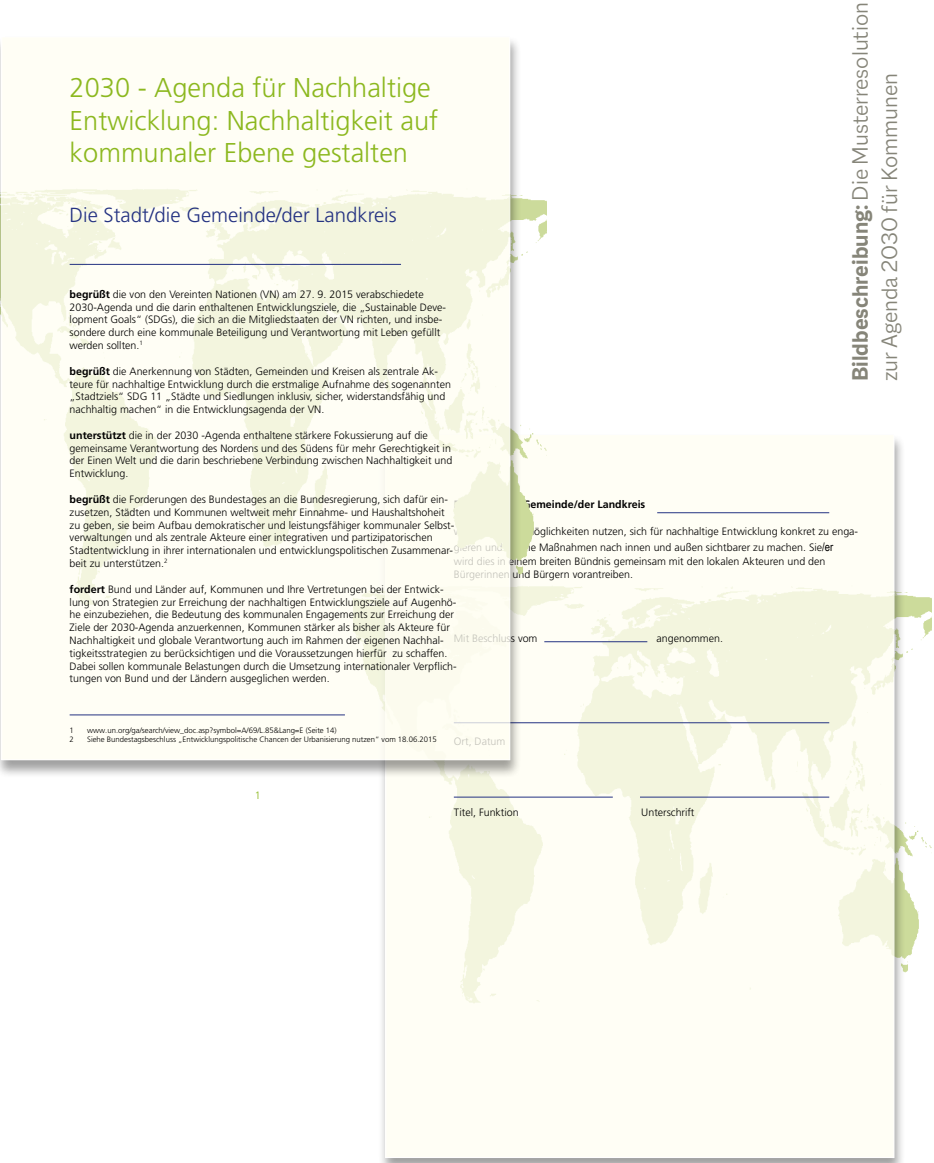 2030 - Agenda für Nachhaltige
Entwicklung: Nachhaltigkeit auf
kommunaler Ebene gestalten
Die Stadt/die Gemeinde/der Landkreis
begrüßt die von den Vereinten Nationen (VN) am 27. 9. 2015 verabschiedete
2030-Agenda und die darin enthaltenen Entwicklungsziele, die „Sustainable Deve-
lopment Goals“ (SDGs), die sich an die Mitgliedstaaten der VN richten, und insbe-
sondere durch eine kommunale Beteiligung und Verantwortung mit Leben gefüllt
werden sollten.1
begrüßt die Anerkennung von Städten, Gemeinden und Kreisen als zentrale Ak-
teure für nachhaltige Entwicklung durch die erstmalige Aufnahme des sogenannten
„Stadtziels“ SDG 11 „Städte und Siedlungen inklusiv, sicher, widerstandsfähig und
nachhaltig machen“ in die Entwicklungsagenda der VN.
unterstützt die in der 2030 -Agenda enthaltene stärkere Fokussierung auf die
gemeinsame Verantwortung des Nordens und des Südens für mehr Gerechtigkeit in
der Einen Welt und die darin beschriebene Verbindung zwischen Nachhaltigkeit und
Entwicklung.
begrüßt die Forderungen des Bundestages an die Bundesregierung, sich dafür ein-
zusetzen, Städten und Kommunen weltweit mehr Einnahme- und Haushaltshoheit
zu geben, sie beim Aufbau demokratischer und leistungsfähiger kommunaler Selbst-
verwaltungen und als zentrale Akteure einer integrativen und partizipatorischen
Stadtentwicklung in ihrer internationalen und entwicklungspolitischen Zusammenar-
beit zu unterstützen.2
fordert Bund und Länder auf, Kommunen und Ihre Vertretungen bei der Entwick-
lung von Strategien zur Erreichung der nachhaltigen Entwicklungsziele auf Augenhö-
he einzubeziehen, die Bedeutung des kommunalen Engagements zur Erreichung der
Ziele der 2030-Agenda anzuerkennen, Kommunen stärker als bisher als Akteure für
Nachhaltigkeit und globale Verantwortung auch im Rahmen der eigenen Nachhal-
tigkeitsstrategien zu berücksichtigen und die Voraussetzungen hierfür zu schaffen.
Dabei sollen kommunale Belastungen durch die Umsetzung internationaler Verpflich-
tungen von Bund und der Ländern ausgeglichen werden.
1 www.un.org/ga/search/view_doc.asp?symbol=A/69/L.85&Lang=E (Seite 14)
2 Siehe Bundestagsbeschluss „Entwicklungspolitische Chancen der Urbanisierung nutzen“ vom 18.06.2015
1
Gemeinde/der Landkreis
öglichkeiten nutzen, sich für nachhaltige Entwicklung konkret zu enga-
gieren und e Maßnahmen nach innen und außen sichtbarer zu machen. Sie/er
wird dies in einem breiten Bündnis gemeinsam mit den lokalen Akteuren und den
Bürgerinnen und Bürgern vorantreiben.
Mit Beschluss vom angenommen.
Ort, Datum
Titel, Funktion Unterschrift
Bildbeschreibung: Die Musterresolution
zur Agenda 2030 für Kommunen